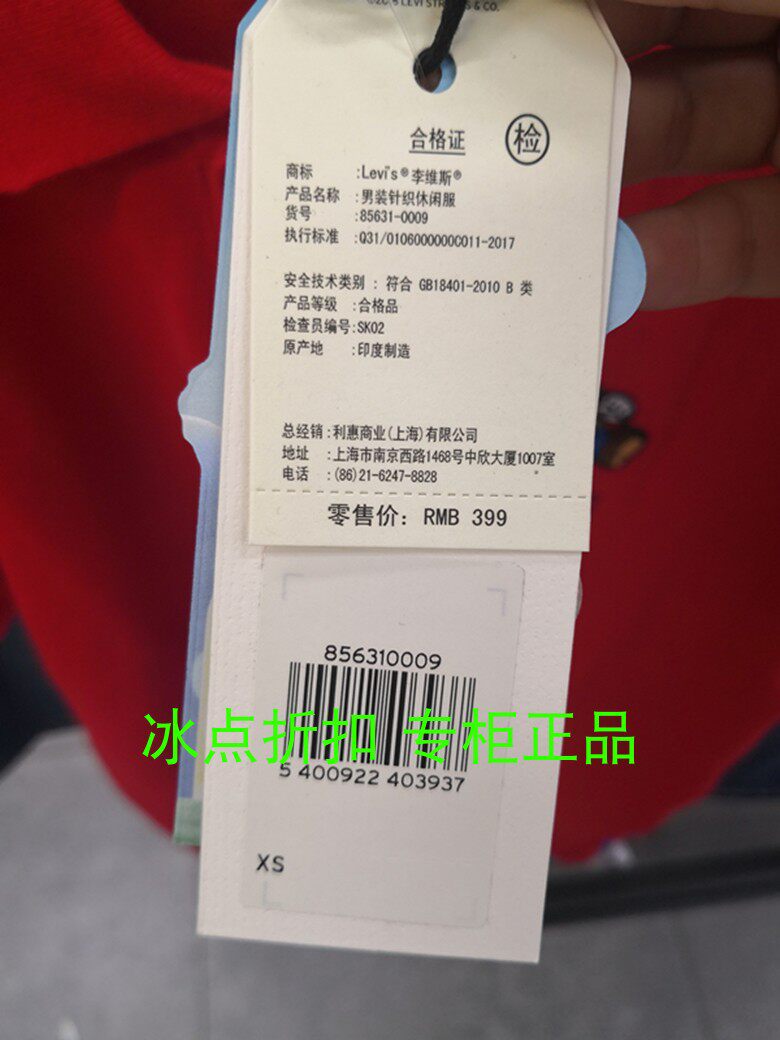 LEVI STRAUSS & CO.
合格证
检
商标 :Levi's®李维斯®
产品名称 :男装针织休闲服
货号 :85631-0009
执行标准 :Q31/0106000000C011-2017
安全技术类别 : 符合 GB18401-2010 B 类
产品等级 :合格品
检查员编号:SK02
原产地 :印度制造
总经销 :利惠商业(上海)有限公司
地址 :上海市南京西路1468号中欣大厦1007室
电话 :(86)21-6247-8828
零售价: RMB 399
856310009
冰点折扣 专柜正品
5 400922 403937
XS